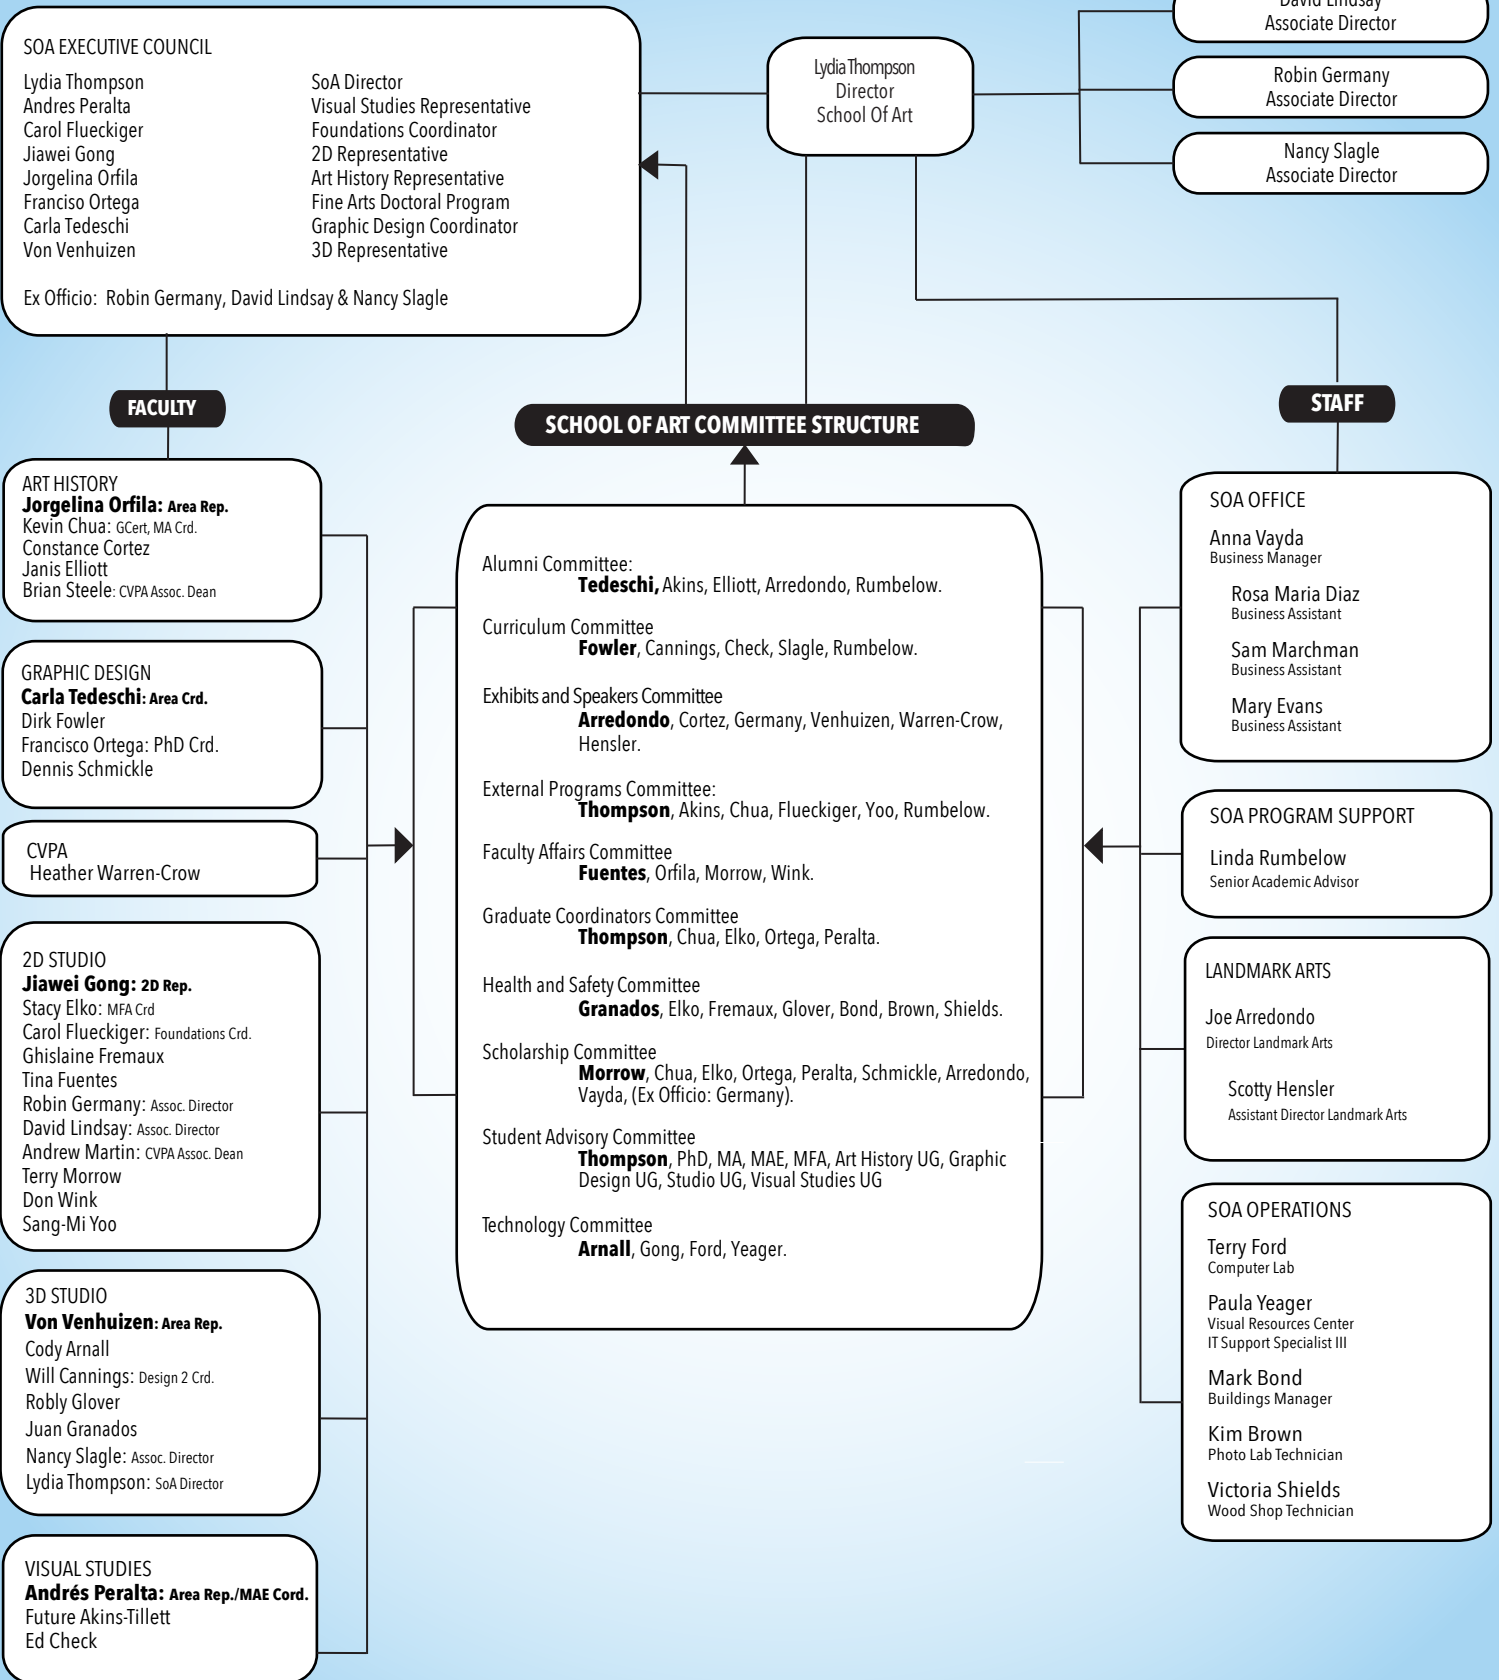 SOA EXECUTIVE COUNCIL
Lydia Thompson SoA Director
Andres Peralta Visual Studies Representative
Carol Flueckiger Foundations Coordinator
Jiawei Gong 2D Representative
Jorgelina Orfila Art History Representative
Franciso Ortega Fine Arts Doctoral Program
Carla Tedeschi Graphic Design Coordinator
Von Venhuizen 3D Representative
Ex Officio: Robin Germany, David Lindsay & Nancy Slagle
Lydia Thompson
Director
School Of Art
David Lindsay
Associate Director
Robin Germany
Associate Director
Nancy Slagle
Associate Director
FACULTY
ART HISTORY
Jorgelina Orfila: Area Rep.
Kevin Chua: GCert, MA Crd.
Constance Cortez
Janis Elliott
Brian Steele: CVPA Assoc. Dean
GRAPHIC DESIGN
Carla Tedeschi: Area Crd.
Dirk Fowler
Francisco Ortega: PhD Crd.
Dennis Schmickle
CVPA
Heather Warren-Crow
2D STUDIO
Jiawei Gong: 2D Rep.
Stacy Elko: MFA Crd
Carol Flueckiger: Foundations Crd.
Ghislaine Fremaux
Tina Fuentes
Robin Germany: Assoc. Director
David Lindsay: Assoc. Director
Andrew Martin: CVPA Assoc. Dean
Terry Morrow
Don Wink
Sang-Mi Yoo
3D STUDIO
Von Venhuizen: Area Rep.
Cody Arnall
Will Cannings: Design 2 Crd.
Robly Glover
Juan Granados
Nancy Slagle: Assoc. Director
Lydia Thompson: SoA Director
VISUAL STUDIES
Andrés Peralta: Area Rep./MAE Cord.
Future Akins-Tillett
Ed Check
SCHOOL OF ART COMMITTEE STRUCTURE
Alumni Committee:
Tedeschi, Akins, Elliott, Arredondo, Rumbelow.
Curriculum Committee
Fowler, Cannings, Check, Slagle, Rumbelow.
Exhibits and Speakers Committee
Arredondo, Cortez, Germany, Venhuizen, Warren-Crow,
Hensler.
External Programs Committee:
Thompson, Akins, Chua, Flueckiger, Yoo, Rumbelow.
Faculty Affairs Committee
Fuentes, Orfila, Morrow, Wink.
Graduate Coordinators Committee
Thompson, Chua, Elko, Ortega, Peralta.
Health and Safety Committee
Granados, Elko, Fremaux, Glover, Bond, Brown, Shields.
Scholarship Committee
Morrow, Chua, Elko, Ortega, Peralta, Schmickle, Arredondo,
Vayda, (Ex Officio: Germany).
Student Advisory Committee
Thompson, PhD, MA, MAE, MFA, Art History UG, Graphic
Design UG, Studio UG, Visual Studies UG
Technology Committee
Arnall, Gong, Ford, Yeager.
STAFF
SOA OFFICE
Anna Vayda
Business Manager
Rosa Maria Diaz
Business Assistant
Sam Marchman
Business Assistant
Mary Evans
Business Assistant
SOA PROGRAM SUPPORT
Linda Rumbelow
Senior Academic Advisor
LANDMARK ARTS
Joe Arredondo
Director Landmark Arts
Scotty Hensler
Assistant Director Landmark Arts
SOA OPERATIONS
Terry Ford
Computer Lab
Paula Yeager
Visual Resources Center
IT Support Specialist III
Mark Bond
Buildings Manager
Kim Brown
Photo Lab Technician
Victoria Shields
Wood Shop Technician